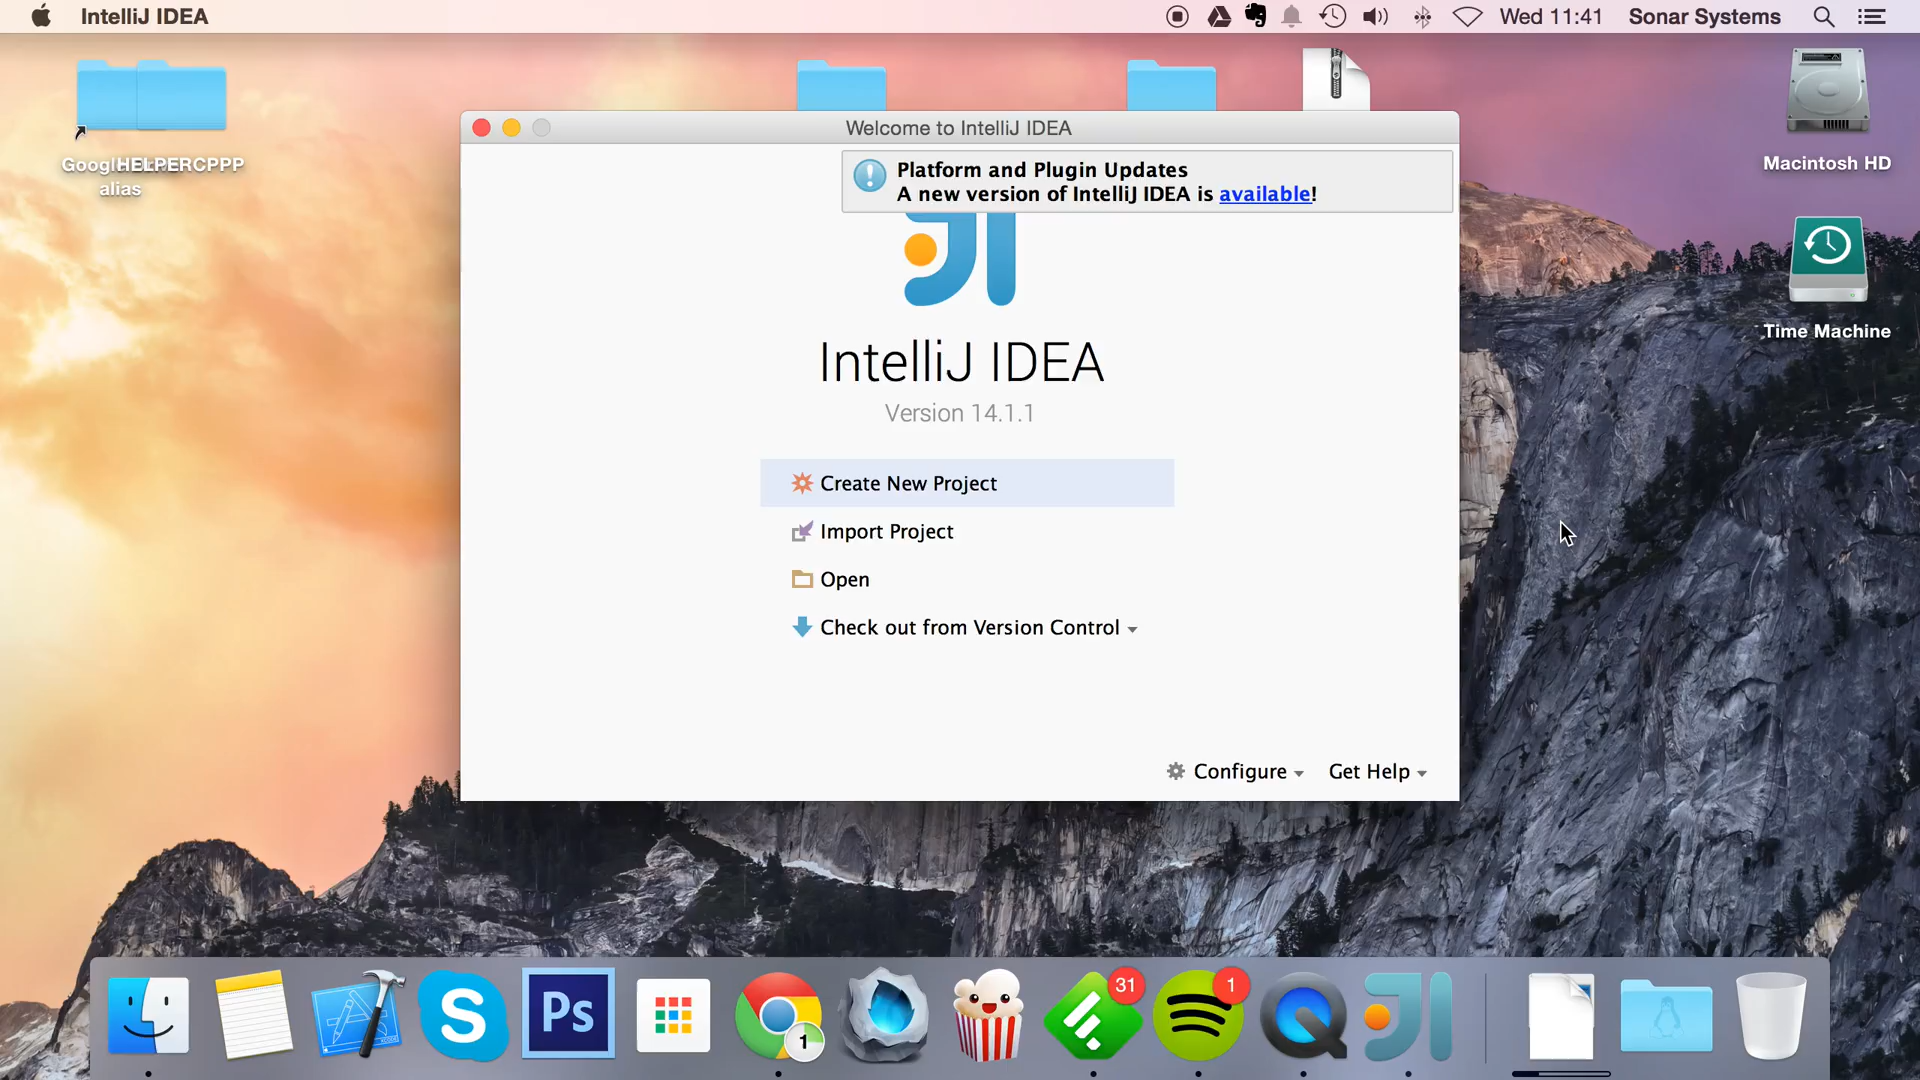 IntelliJ IDEA
Wed 11:41
Sonar Systems
HELPERCPPP
alias
Macintosh HD
Time Machine
Welcome to IntelliJ IDEA
Platform and Plugin Updates
A new version of IntelliJ IDEA is available!
IntelliJ IDEA
Version 14.1.1
Create New Project
Import Project
Open
Check out from Version Control
Configure
Get Help
Ps
1
31
1